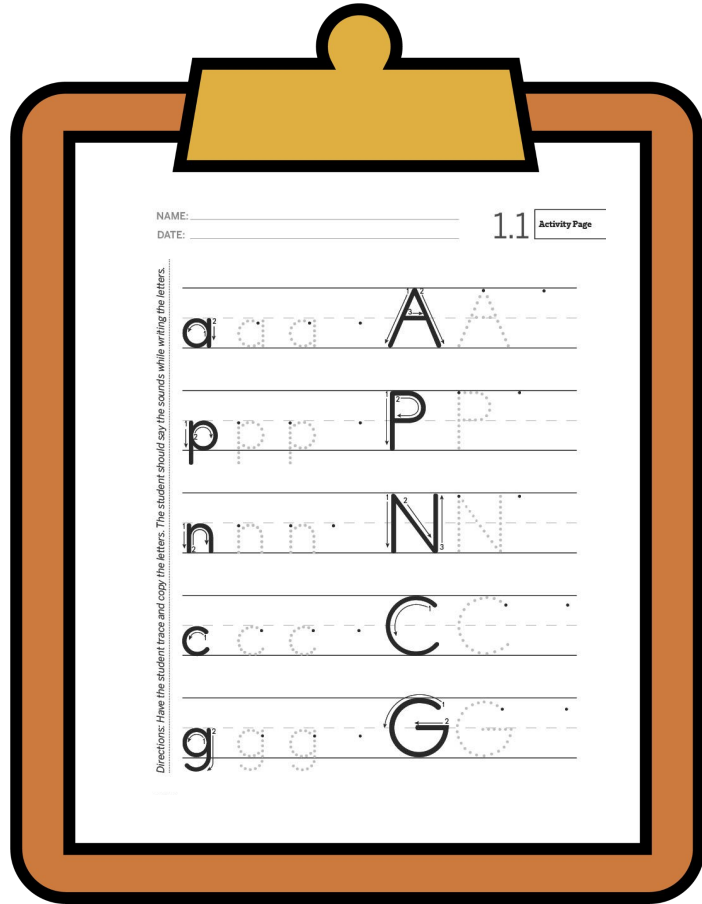 NAME:
DATE:
1.1 Activity Page
Directions: Have the student trace and copy the letters. The student should say the sounds while writing the letters.
a a a A A
p p p P P
n n n N N
c c c C C
g g g G G